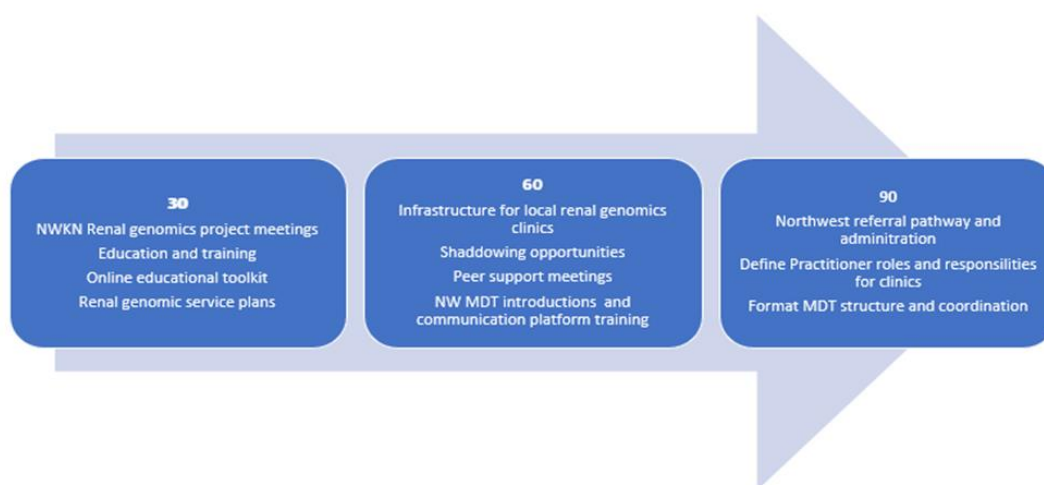 30
NWKN Renal genomics project meetings
Education and training
Online educational toolkit
Renal genomic service plans
60
Infrastructure for local renal genomics
clinics
Shaddowing opportunities
Peer support meetings
NW MDT introductions and
communication platform training
90
Northwest referral pathway and
adminitration
Define Practitioner roles and responsilities
for clinics
Format MDT structure and coordination